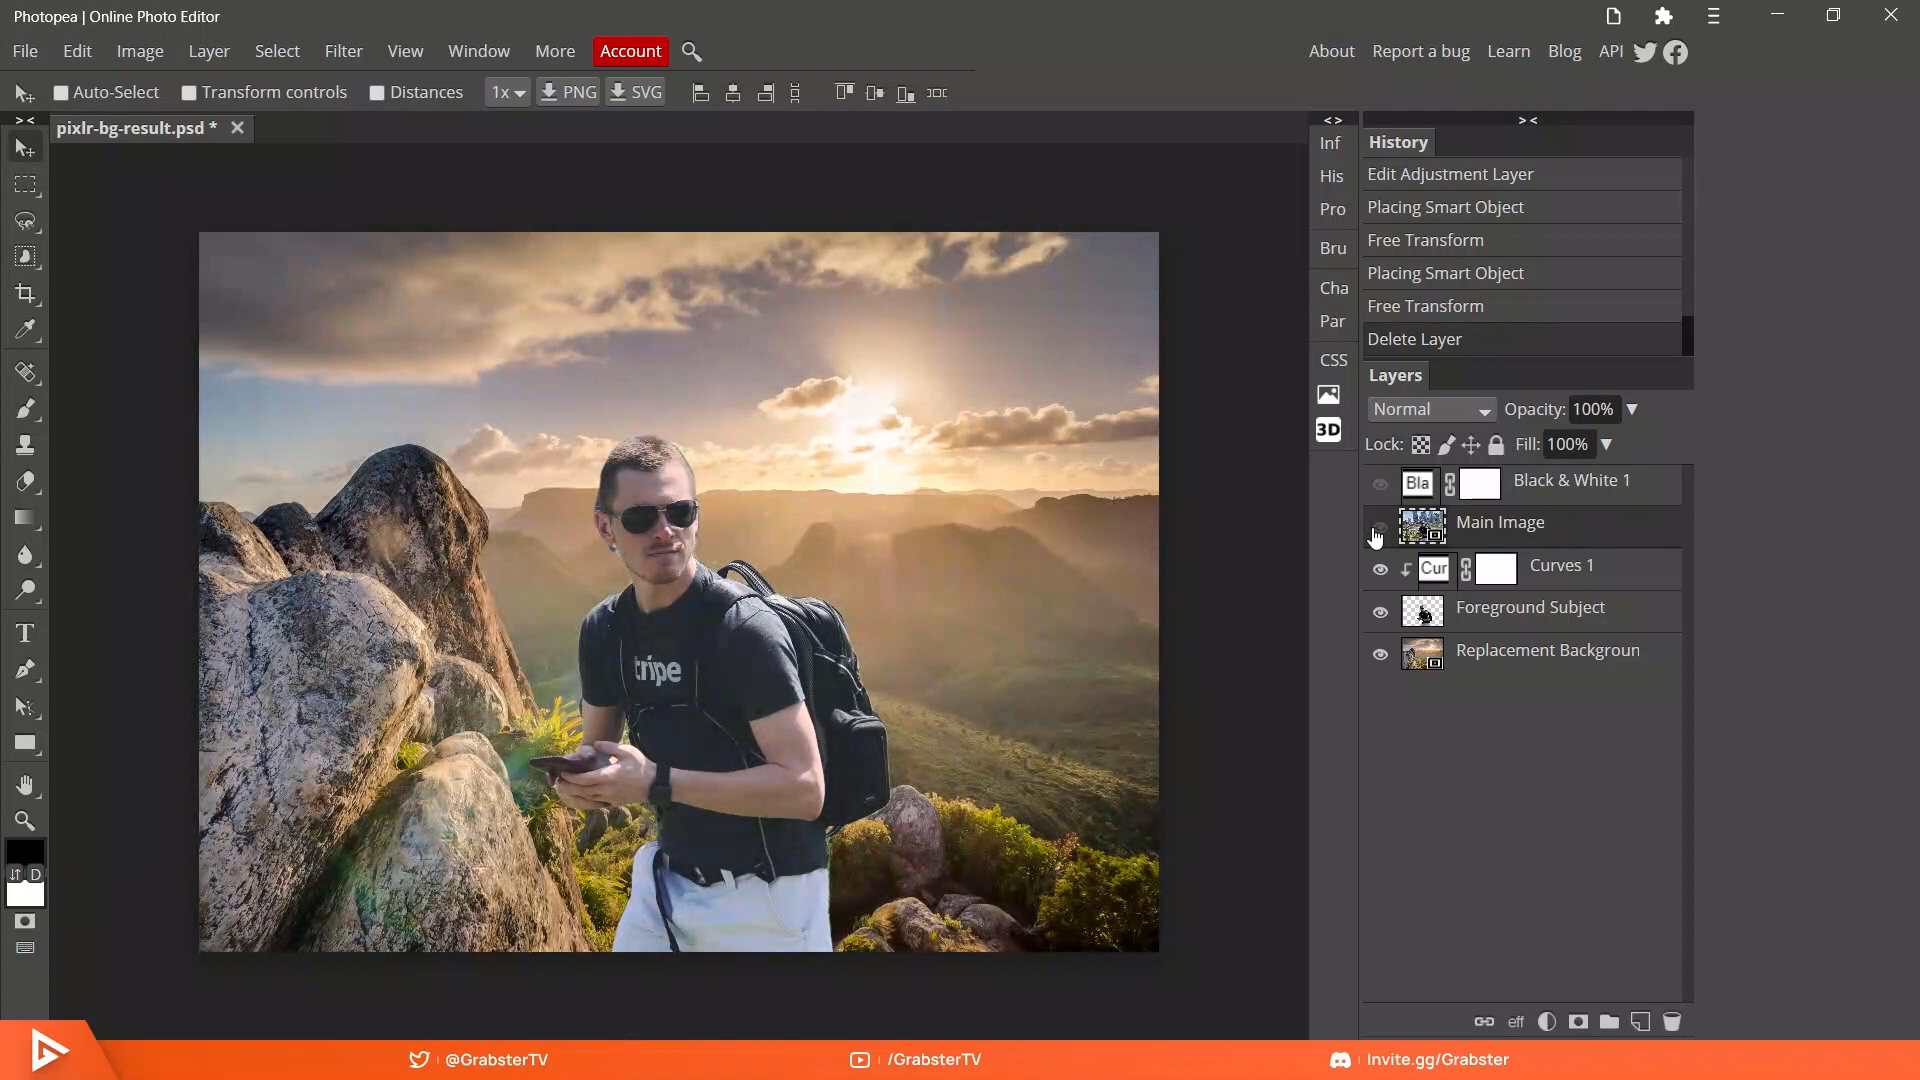 Photopea | Online Photo Editor
File Edit Image Layer Select Filter View Window More Account
About Report a bug Learn Blog API
Auto-Select Transform controls Distances 1x PNG SVG
> <
pixlr-bg-result.psd *
< >
> <
Inf
His
Pro
Bru
Cha
Par
CSS
3D
History
Edit Adjustment Layer
Placing Smart Object
Free Transform
Placing Smart Object
Free Transform
Delete Layer
Layers
Normal Opacity: 100%
Lock: Fill: 100%
Bla Black & White 1
Main Image
Cur Curves 1
Foreground Subject
Replacement Backgroun
eff
T
D
tripe
@GrabsterTV
/GrabsterTV
Invite.gg/Grabster